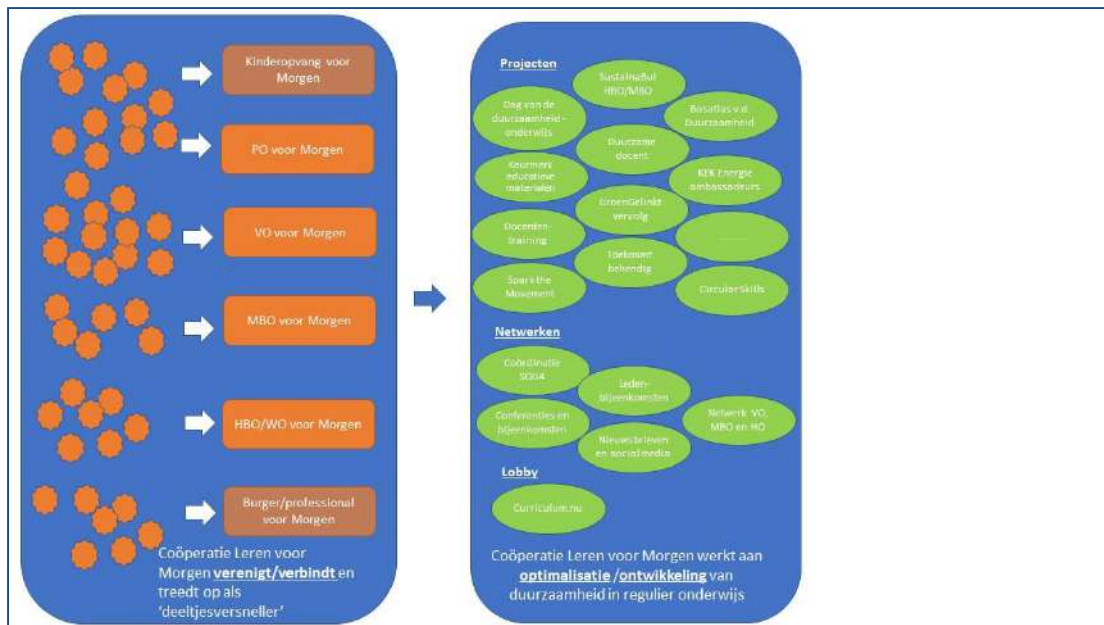 Kinderopvang voor
Morgen
PO voor Morgen
VO voor Morgen
MBO voor Morgen
HBO/WO voor Morgen
Burger/professional
voor Morgen
Coöperatie Leren voor
Morgen verenigt/verbindt en
treedt op als
‘deeltjesversneller’
Projecten
SustainaBul
HBO/MBO
Dag van de
duurzaamheid-
onderwijs
Bosatlas v.d.
Duurzaamheid
Duurzame
docent
Keurmerk
educatieve
materialen
KEK Energie
ambassadeurs
GroenGelinkt
vervolg
Docenten-
training
..........
Toekomst
behendig
Spark the
Movement
Circular Skills
Netwerken
Coördinatie
SDG4
Leden-
bijeenkomsten
Conferenties en
bijeenkomsten
Netwerk VO,
MBO en HO
Nieuwsbrieven
en social media
Lobby
Curriculum.nu
Coöperatie Leren voor Morgen werkt aan
optimalisatie /ontwikkeling van
duurzaamheid in regulier onderwijs